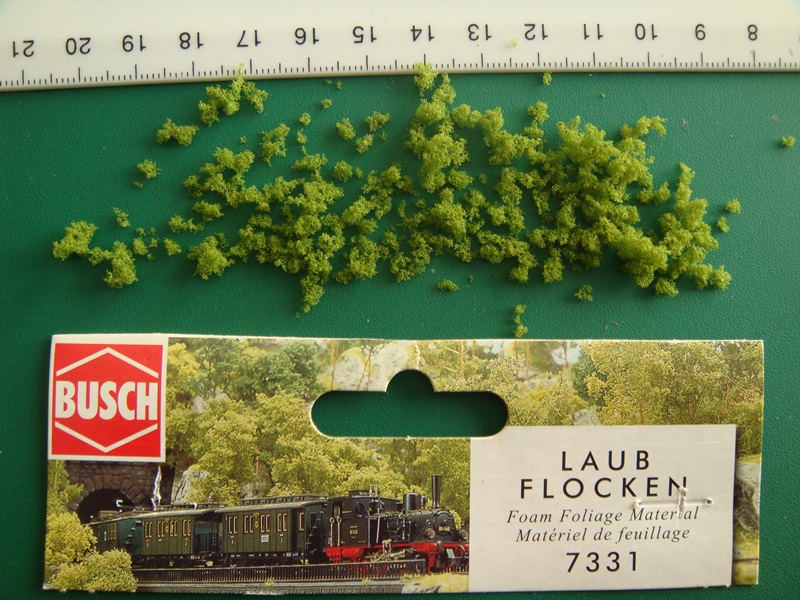 21 20 19 18 17 16 15 14 13 12 11 10 9 8
BUSCH
LAUB
FLOCKEN
Foam Foliage Material
Matériel de feuillage
7331